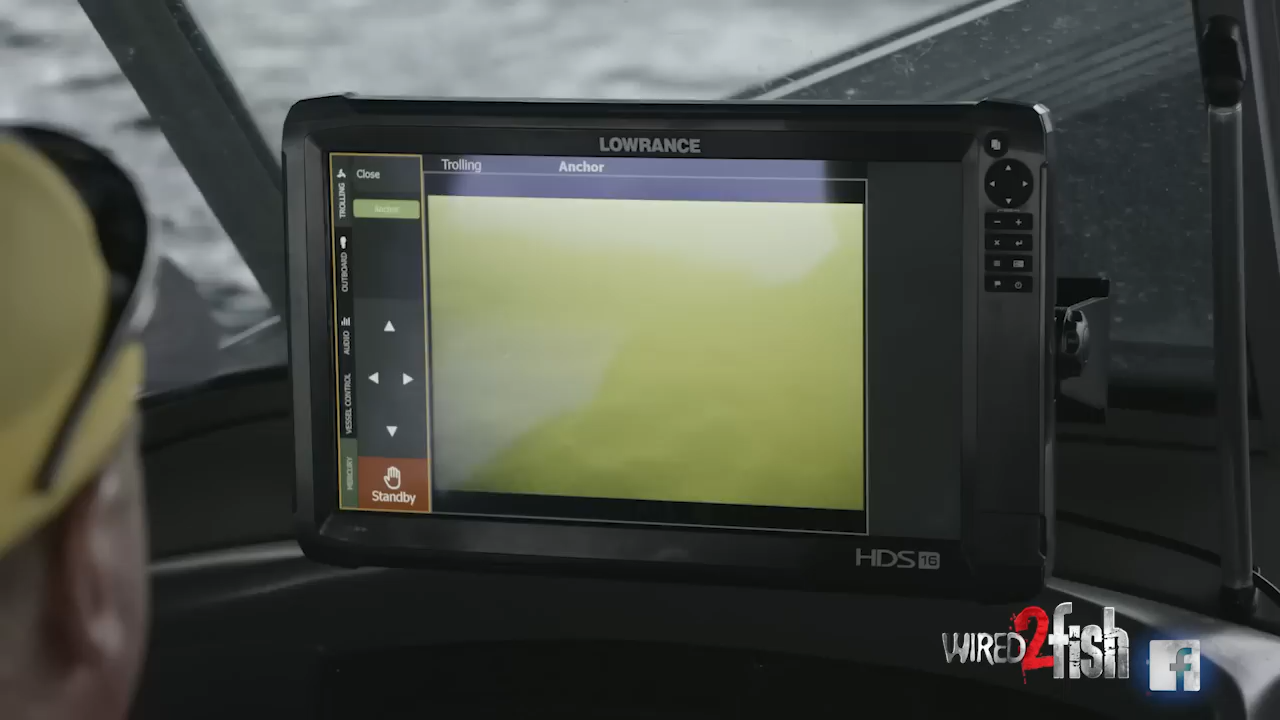 LOWRANCE
Trolling
Anchor
Close
Anchor
TROLLING
OUTBOARD
AUDIO
VESSEL CONTROL
MERCURY
Standby
HDS 16
WIRED2fish
f